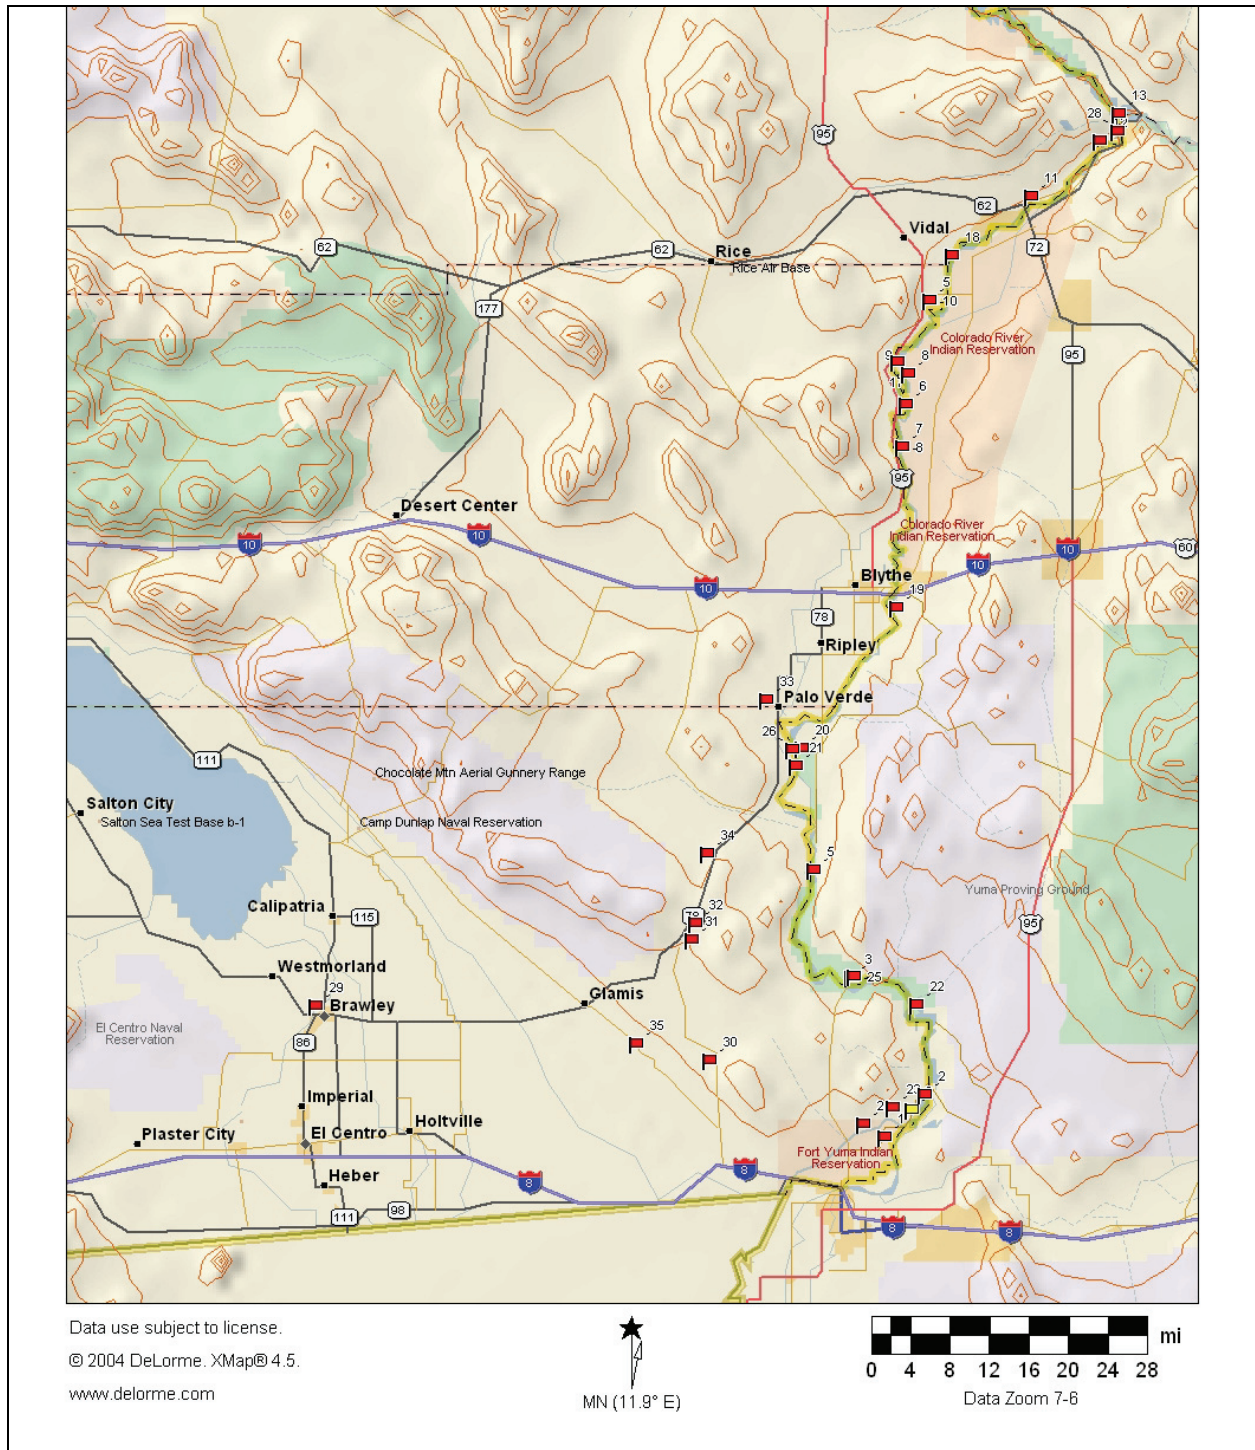 13
28
12
95
11
62
Vidal
18
72
62
62
Rice
Rice Air Base
5
10
177
Colorado River
Indian Reservation
95
9
8
6
7
-8
95
Desert Center
10
10
Colorado River
Indian Reservation
10
60
10
10
Blythe
19
78
Ripley
33
Palo Verde
26
20
21
111
Chocolate Mtn Aerial Gunnery Range
Salton City
Salton Sea Test Base b-1
Camp Dunlap Naval Reservation
34
5
Yuma Proving Ground
Calipatria
115
32
78
31
95
Westmorland
3
25
29
Brawley
Glamis
22
El Centro Naval
Reservation
86
35
30
2
23
2
1
Imperial
Holtville
Plaster City
El Centro
Fort Yuma Indian
Reservation
8
8
Heber
98
111
8
8
Data use subject to license.
© 2004 DeLorme. XMap® 4.5.
www.delorme.com
MN (11.9° E)
mi
0 4 8 12 16 20 24 28
Data Zoom 7-6